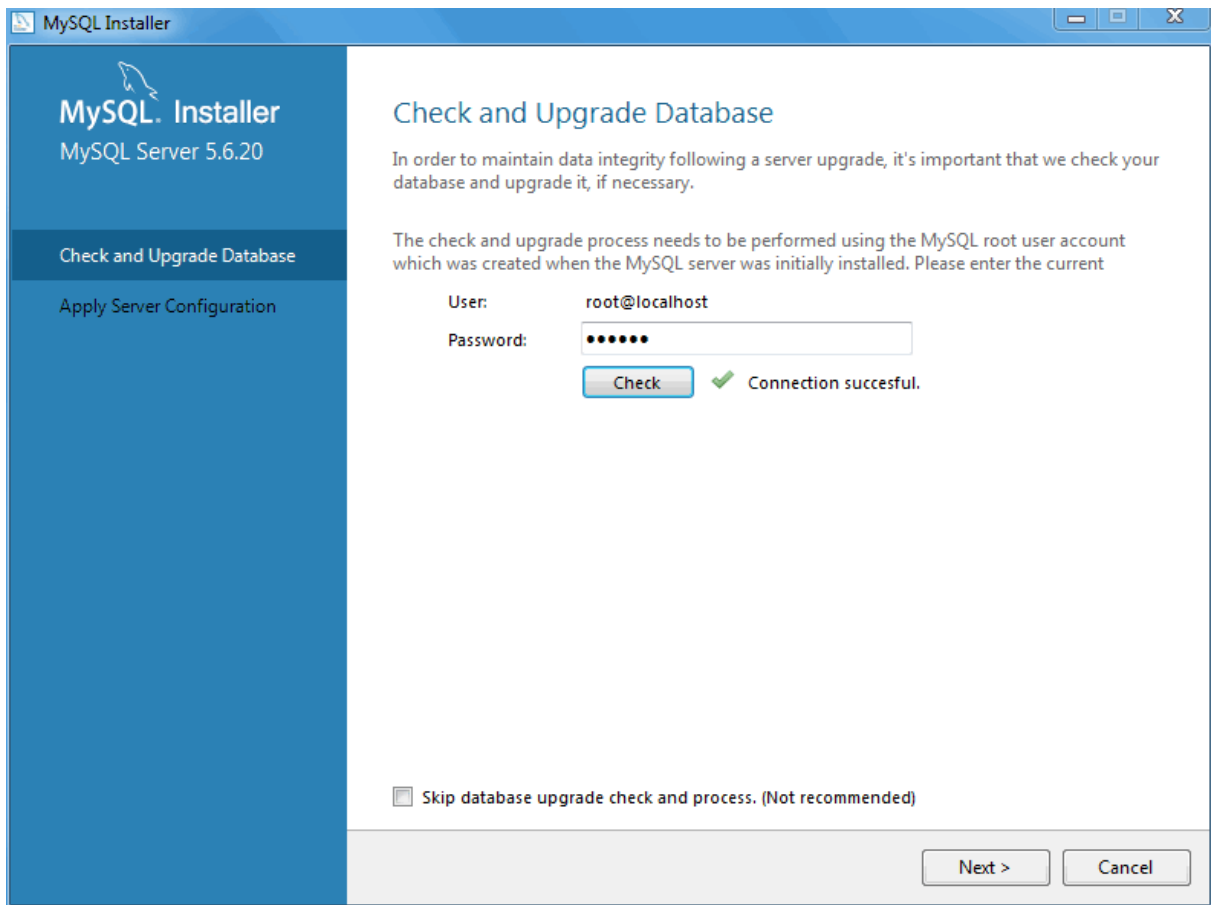 MySQL Installer
MySQL. Installer
MySQL Server 5.6.20
Check and Upgrade Database
Apply Server Configuration
Check and Upgrade Database
In order to maintain data integrity following a server upgrade, it's important that we check your
database and upgrade it, if necessary.
The check and upgrade process needs to be performed using the MySQL root user account
which was created when the MySQL server was initially installed. Please enter the current
User: root@localhost
Password: ••••••
Check Connection succesful.
Skip database upgrade check and process. (Not recommended)
Next > Cancel